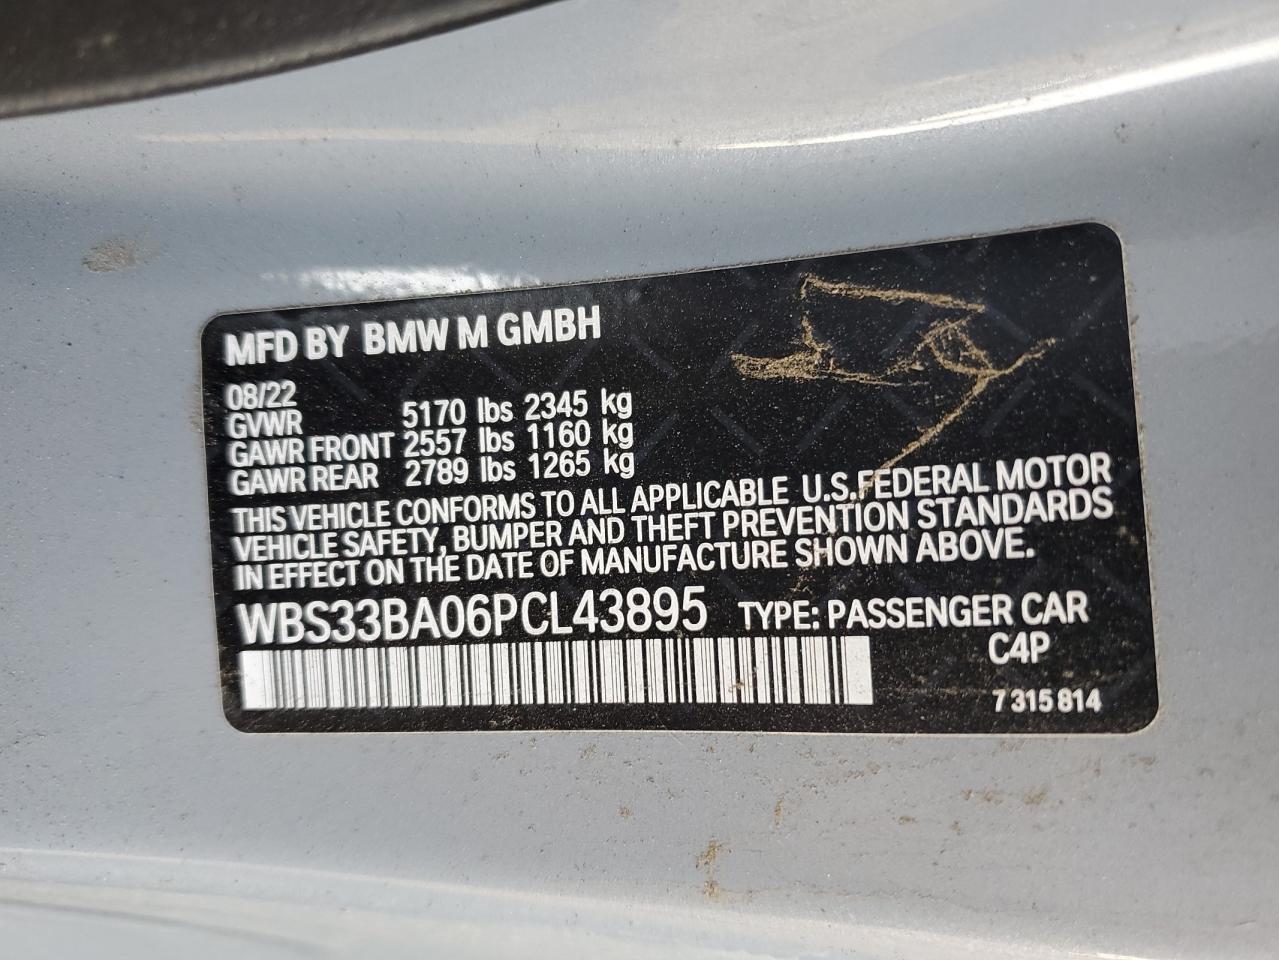 MFD BY BMW M GMBH
08/22
GVWR 5170 lbs 2345 kg
GAWR FRONT 2557 lbs 1160 kg
GAWR REAR 2789 lbs 1265 kg
THIS VEHICLE CONFORMS TO ALL APPLICABLE U.S.FEDERAL MOTOR
VEHICLE SAFETY, BUMPER AND THEFT PREVENTION STANDARDS
IN EFFECT ON THE DATE OF MANUFACTURE SHOWN ABOVE.
WBS33BA06PCL43895 TYPE: PASSENGER CAR
C4P
7 315 814